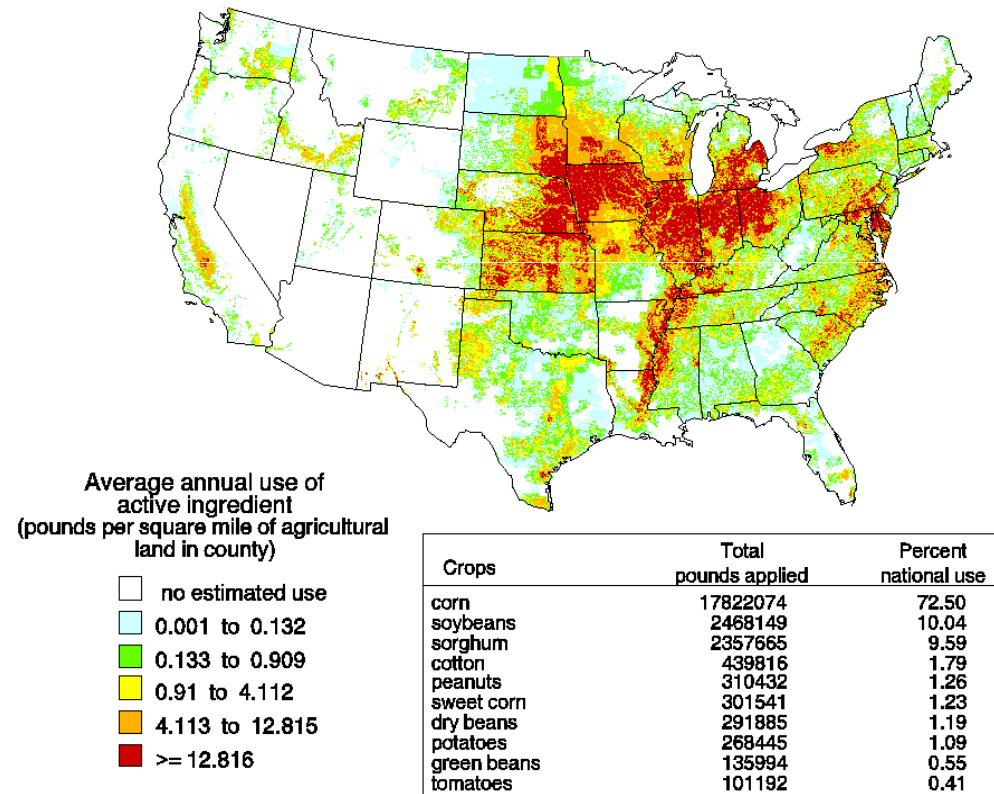 Average annual use of
active ingredient
(pounds per square mile of agricultural
land in county)
no estimated use
0.001 to 0.132
0.133 to 0.909
0.91 to 4.112
4.113 to 12.815
>= 12.816
Crops Total pounds applied Percent national use
corn 17822074 72.50
soybeans 2468149 10.04
sorghum 2357665 9.59
cotton 439816 1.79
peanuts 310432 1.26
sweet corn 301541 1.23
dry beans 291885 1.19
potatoes 268445 1.09
green beans 135994 0.55
tomatoes 101192 0.41